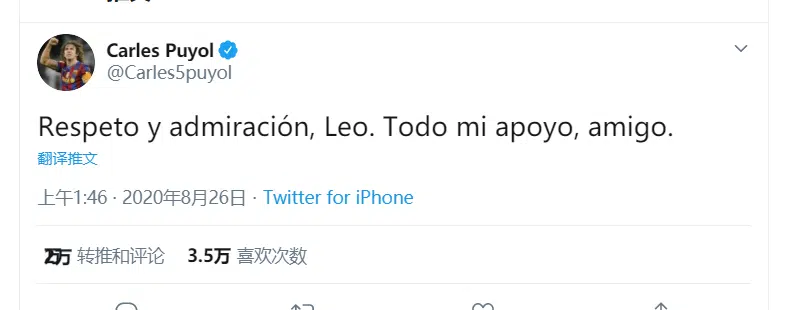 Carles Puyol
@Carles5puyol
Respeto y admiración, Leo. Todo mi apoyo, amigo.
翻译推文
上午1:46 · 2020年8月26日 · Twitter for iPhone
转推和评论 3.5万 喜欢次数